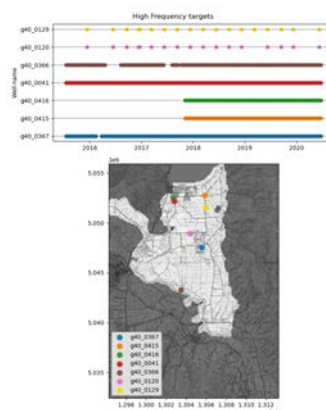 High Frequency targets
g40_0129
g40_0120
g40_0366
g40_0041
g40_0416
g40_0415
g40_0367
Well name
2016 2017 2018 2019 2020
1e6
5.055
5.050
5.045
5.040
5.035
g40_0367
g40_0415
g40_0416
g40_0041
g40_0366
g40_0120
g40_0129
1.298 1.300 1.302 1.304 1.306 1.308 1.310 1.312